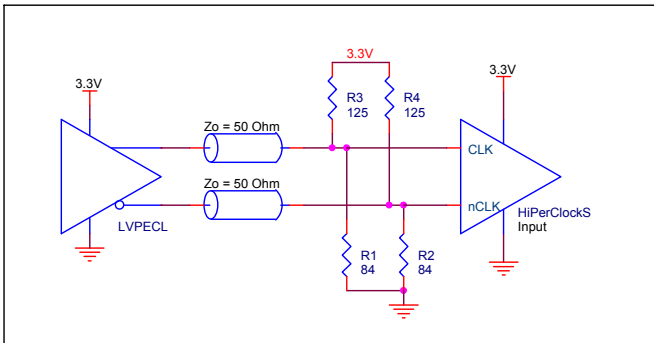 3.3V
3.3V
3.3V
R3
125
R4
125
Zo = 50 Ohm
CLK
Zo = 50 Ohm
nCLK
LVPECL
HiPerClockS
Input
R1
84
R2
84